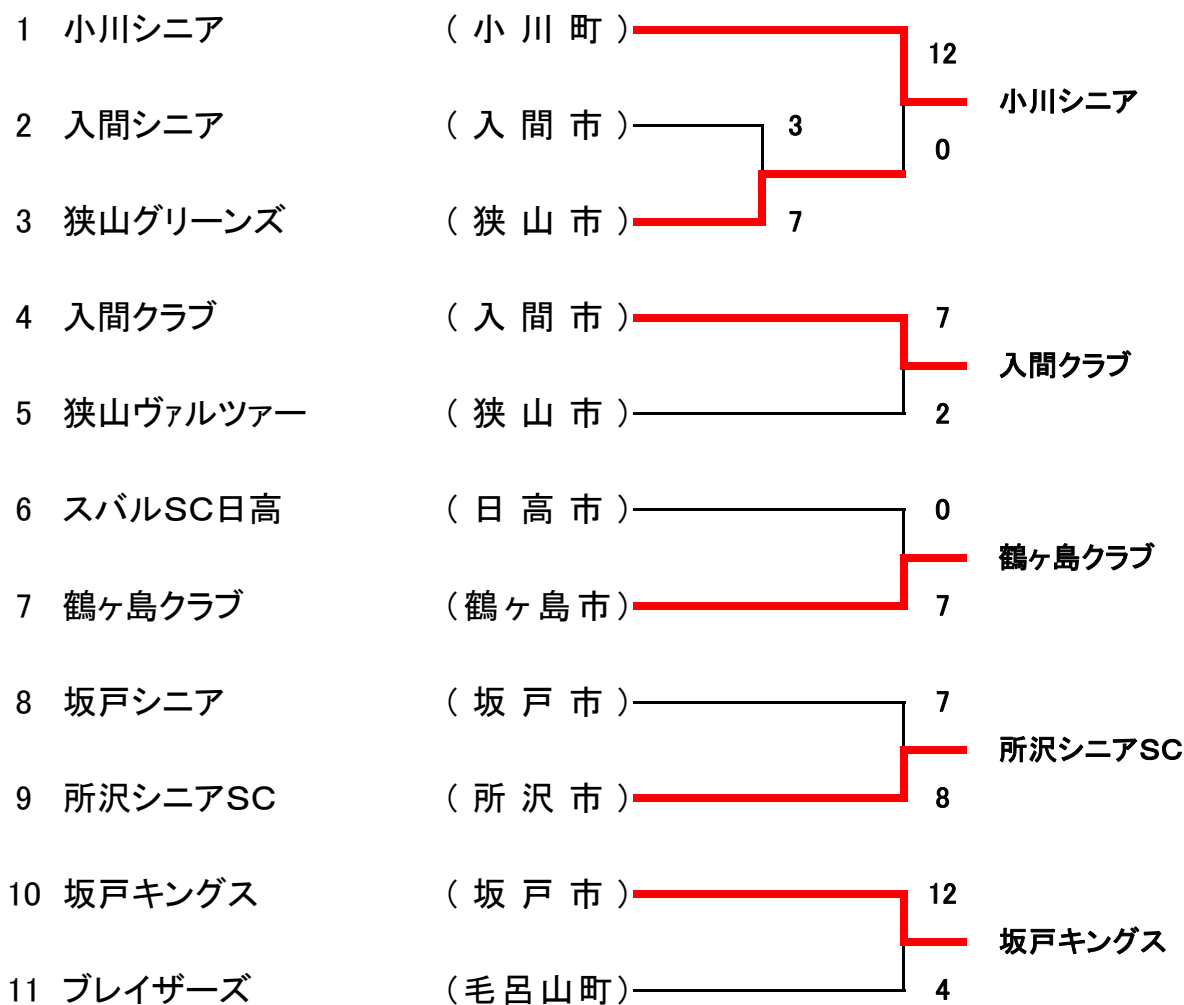 1 小川シニア (小川町)
12
小川シニア
2 入間シニア (入間市) 3
0
3 狭山グリーンズ (狭山市) 7
4 入間クラブ (入間市) 7
入間クラブ
5 狭山ヴァルツァー (狭山市) 2
6 スバルSC日高 (日高市) 0
鶴ヶ島クラブ
7 鶴ヶ島クラブ (鶴ヶ島市) 7
8 坂戸シニア (坂戸市) 7
所沢シニアSC
9 所沢シニアSC (所沢市) 8
10 坂戸キングス (坂戸市) 12
坂戸キングス
11 ブレイザーズ (毛呂山町) 4